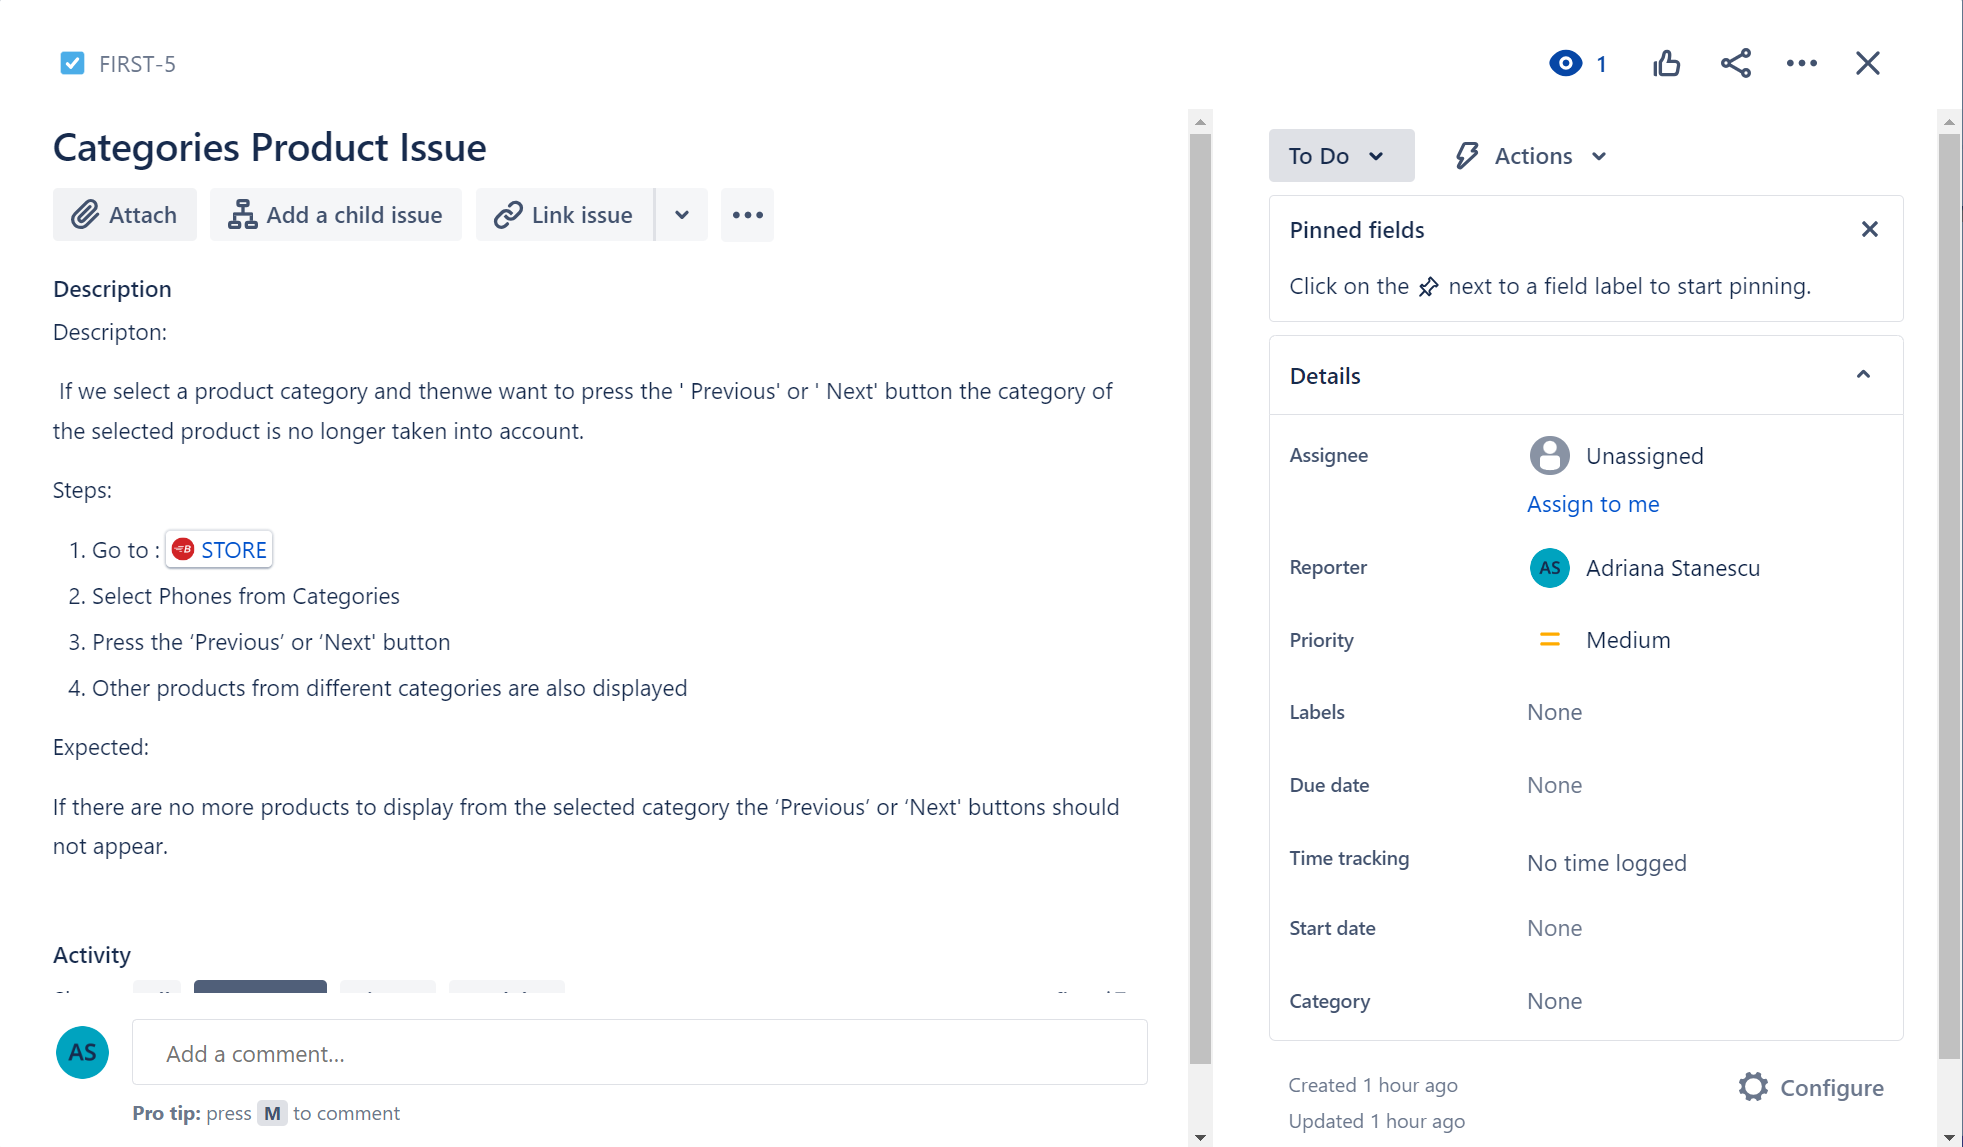 FIRST-5
1
Categories Product Issue
Attach
Add a child issue
Link issue
Description
Descripton:
If we select a product category and thenwe want to press the ' Previous' or ' Next' button the category of
the selected product is no longer taken into account.
Steps:
1. Go to : STORE
2. Select Phones from Categories
3. Press the ‘Previous’ or ‘Next' button
4. Other products from different categories are also displayed
Expected:
If there are no more products to display from the selected category the ‘Previous’ or ‘Next' buttons should
not appear.
Activity
AS
Add a comment...
Pro tip: press M to comment
To Do
Actions
Pinned fields
Click on the next to a field label to start pinning.
Details
Assignee
Unassigned
Assign to me
Reporter
AS Adriana Stanescu
Priority
Medium
Labels
None
Due date
None
Time tracking
No time logged
Start date
None
Category
None
Created 1 hour ago
Updated 1 hour ago
Configure